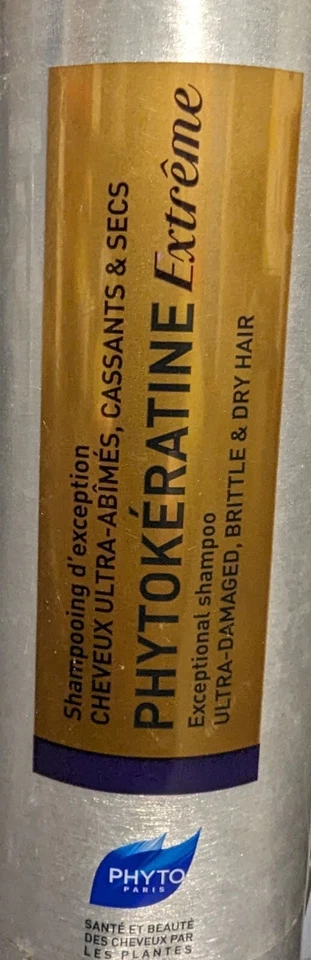 Shampooing d'exception
CHEVEUX ULTRA-ABÎMÉS, CASSANTS & SECS
PHYTOKÉRATINE Extrême
Exceptional shampoo
ULTRA-DAMAGED, BRITTLE & DRY HAIR
PHYTO
PARIS
SANTÉ ET BEAUTÉ
DES CHEVEUX PAR
LES PLANTES